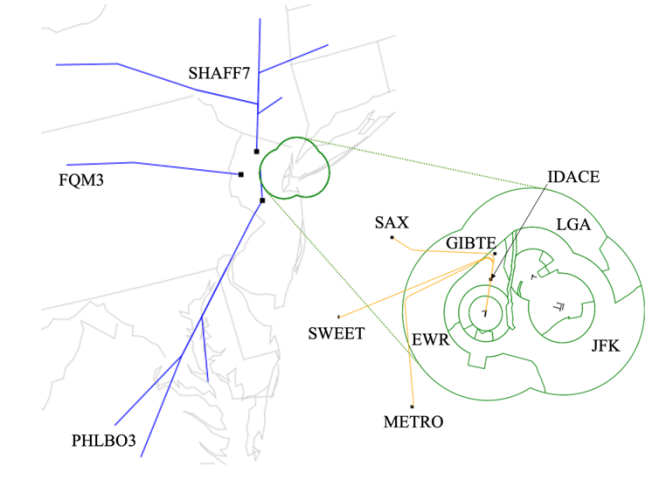 SHAFF7
FQM3
IDACE
SAX
GIBTE
LGA
SWEET
EWR
JFK
METRO
PHLBO3